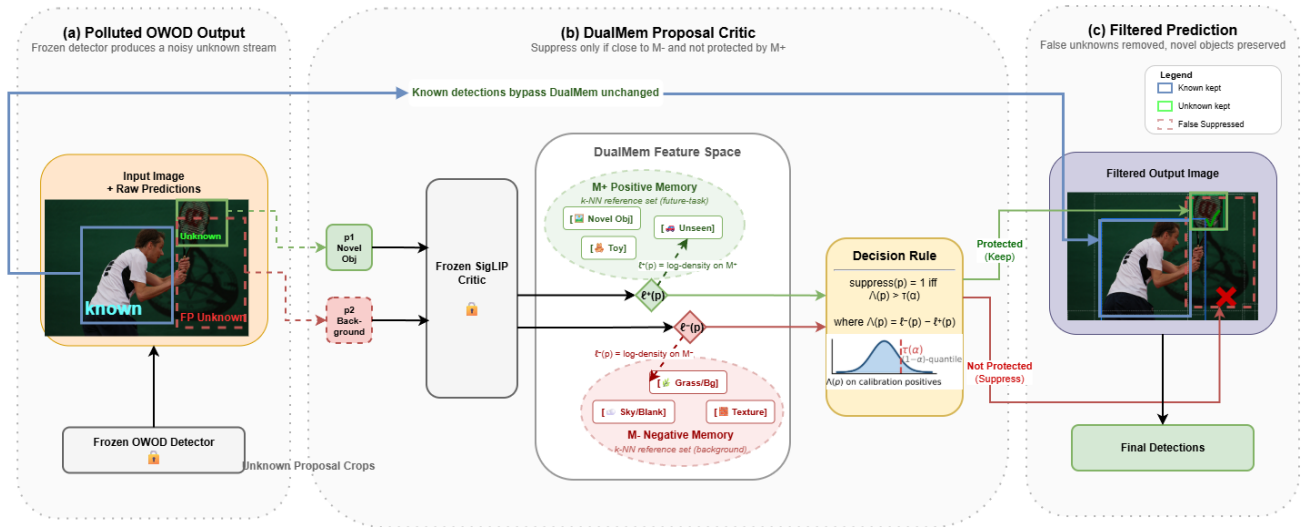 (a) Polluted OWOD Output
Frozen detector produces a noisy unknown stream
Input Image
+ Raw Predictions
Unknown
known
FP Unknown
Frozen OWOD Detector
Unknown Proposal Crops
(b) DualMem Proposal Critic
Suppress only if close to M- and not protected by M+
Known detections bypass DualMem unchanged
p1
Novel
Obj
p2
Back-
ground
Frozen SigLIP
Critic
DualMem Feature Space
M+ Positive Memory
k-NN reference set (future-task)
[🖼️ Novel Obj]
[🚗 Unseen]
[🧸 Toy]
ℓ⁺(p) = log-density on M⁺
ℓ⁺(p)
ℓ⁻(p)
ℓ⁻(p) = log-density on M⁻
[🌿 Grass/Bg]
[☁️ Sky/Blank]
[🧱 Texture]
M- Negative Memory
k-NN reference set (background)
Decision Rule
suppress(p) = 1 iff
Λ(p) > τ(α)
where Λ(p) = ℓ⁻(p) − ℓ⁺(p)
τ(α)
(1−α)-quantile
Λ(p) on calibration positives
Protected
(Keep)
Not Protected
(Suppress)
(c) Filtered Prediction
False unknowns removed, novel objects preserved
Legend
Known kept
Unknown kept
False Suppressed
Filtered Output Image
Final Detections